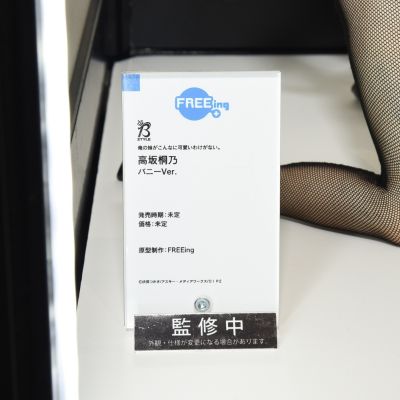 FREEing
B
STYLE
俺の妹がこんなに可愛いわけがない。
高坂桐乃
バニーVer.
発売時期：未定
価格：未定
原型制作：FREEing
監修中
外観・仕様が変更になる場合があります。